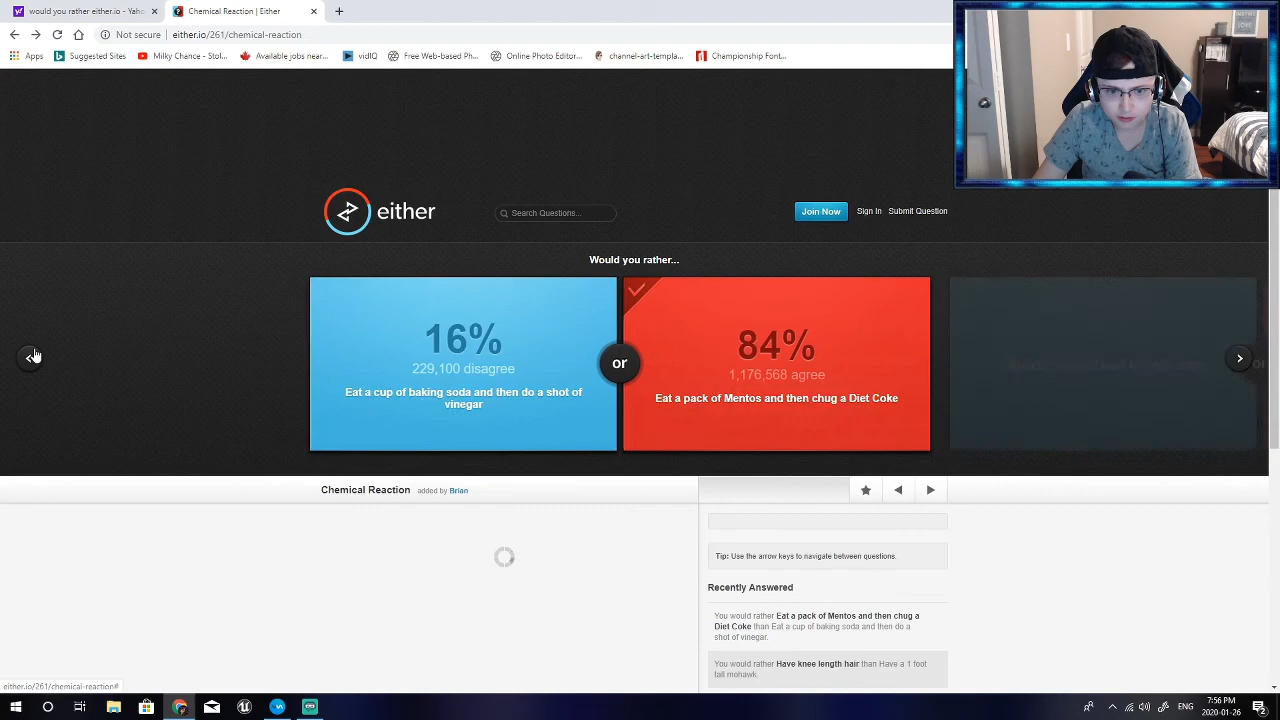 would you rather either.io - Yaho
Chemical Reaction | Either
Not secure
either.io/261/chemical-reaction
Apps
Suggested Sites
Milky Chance - Stol...
Available jobs near...
vidIQ
Free Web-based Ph...
Online Photo Editor...
channel-art-templa...
Championship Font...
either
Search Questions...
Join Now
Sign In
Submit Question
Would you rather...
16%
229,100 disagree
Eat a cup of baking soda and then do a shot of
vinegar
or
84%
1,176,568 agree
Eat a pack of Mentos and then chug a Diet Coke
Chemical Reaction added by Brian
Tip: Use the arrow keys to navigate between questions.
Recently Answered
You would rather Eat a pack of Mentos and then chug a
Diet Coke than Eat a cup of baking soda and then do a
shot of vinegar.
You would rather Have knee length hair than Have a 1 foot
tall mohawk.
either.io/261/chemical-reaction#
ENG
7:56 PM
2020-01-26
2